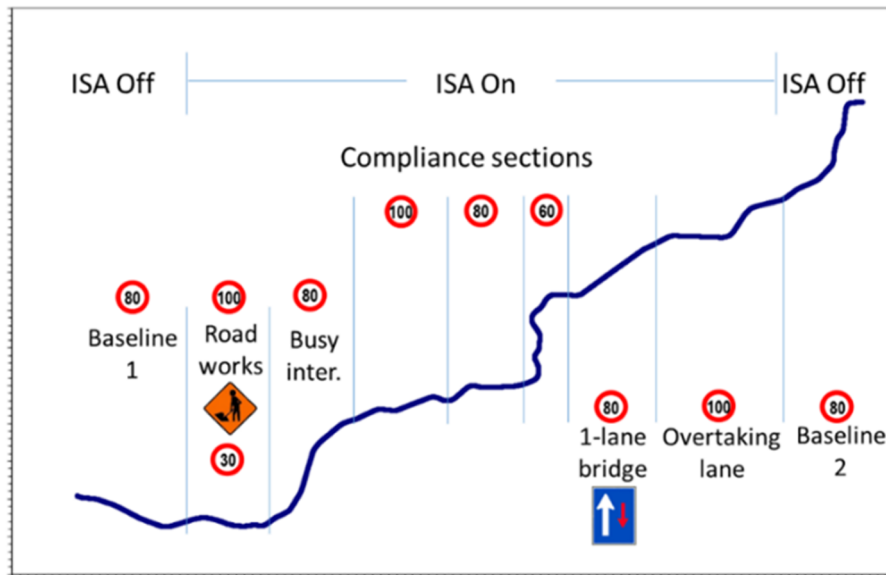 ISA Off
ISA On
ISA Off
Compliance sections
100
80
60
80
Baseline
1
100
Road
works
30
80
Busy
inter.
80
1-lane
bridge
100
Overtaking
lane
80
Baseline
2